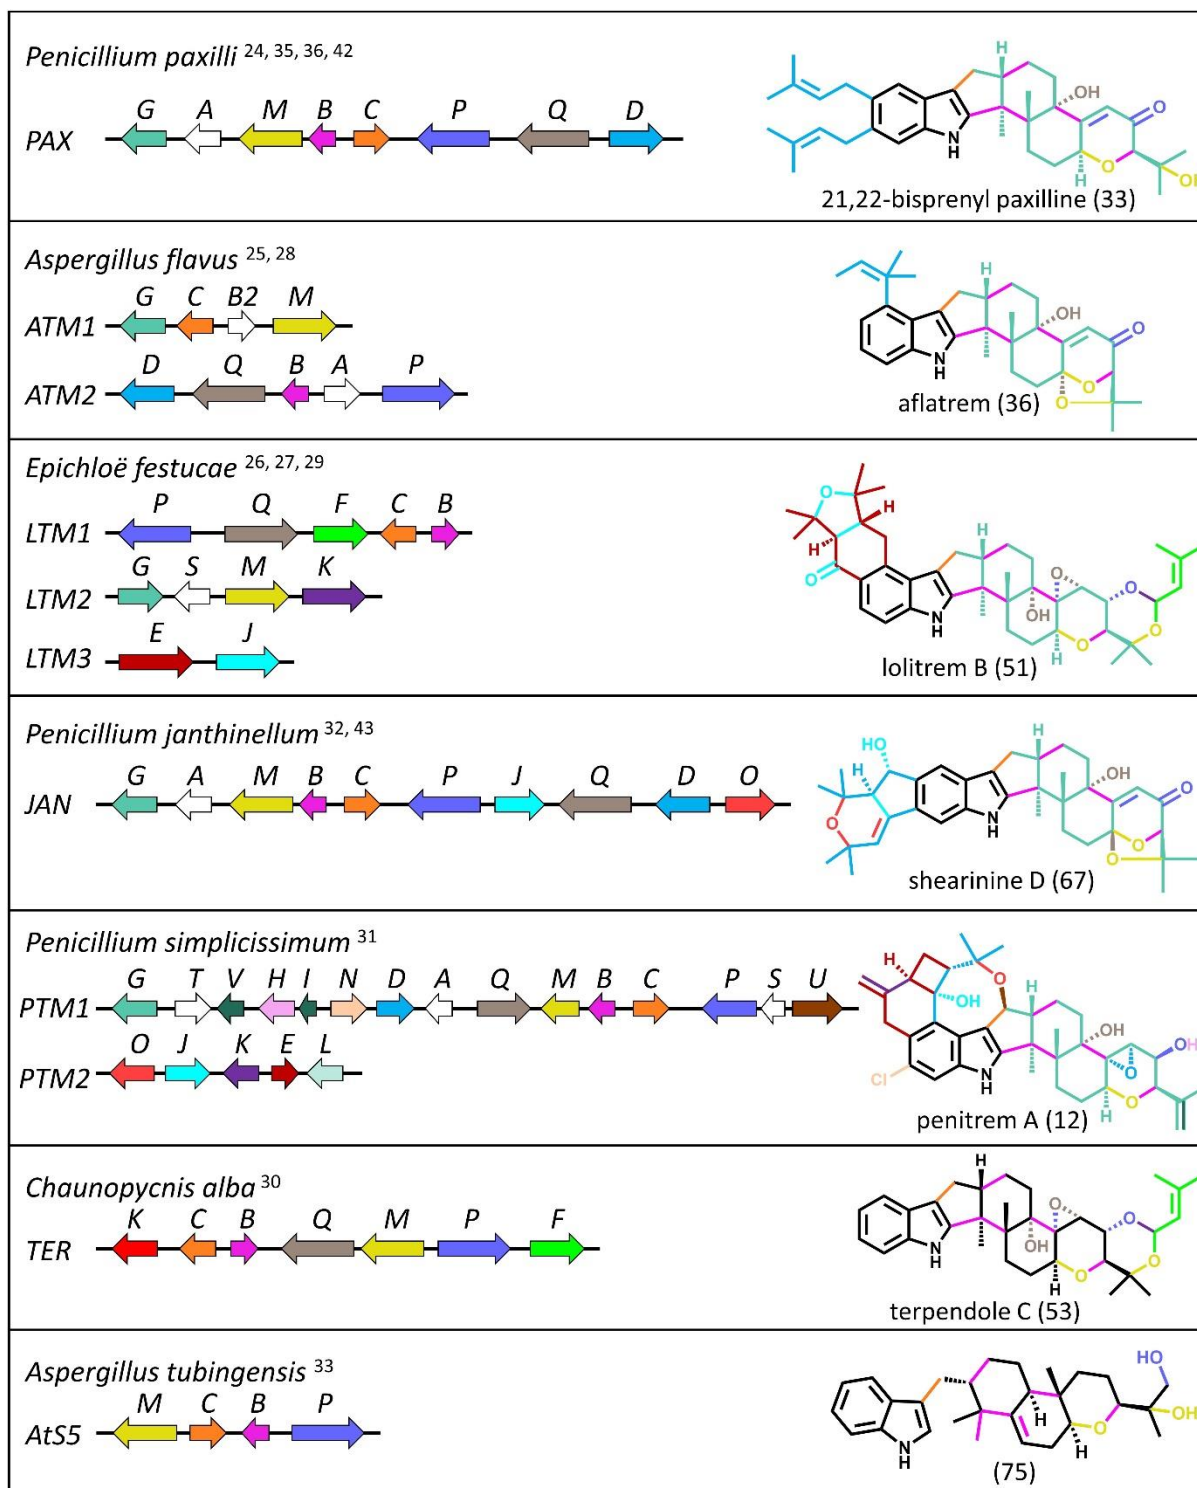 Penicillium paxilli 24, 35, 36, 42
G A M B C P Q D
PAX
H
OH
O
N
H
H
O
OH
21,22-bisprenyl paxilline (33)
Aspergillus flavus 25, 28
G C B2 M
ATM1
D Q B A P
ATM2
H
OH
O
N
H
O
O
aflatrem (36)
Epichloë festucae 26, 27, 29
P Q F C B
LTM1
G S M K
LTM2
E J
LTM3
O
H
H
H
O
O
O
N
H
OH
O
O
H
lolitrem B (51)
Penicillium janthinellum 32, 43
G A M B C P J Q D O
JAN
HO
H
H
OH
O
O
N
H
O
O
shearinine D (67)
Penicillium simplicissimum 31
G T V H I N D A Q M B C P S U
PTM1
O J K E L
PTM2
H
O
OH
H
OH
OH
O
Cl
N
H
O
H
penitrem A (12)
Chaunopycnis alba 30
K C B Q M P F
TER
H
O
O
N
H
OH
O
O
H
terpendole C (53)
Aspergillus tubingensis 33
M C B P
AtS5
HO
OH
H
O
N
H
H
(75)